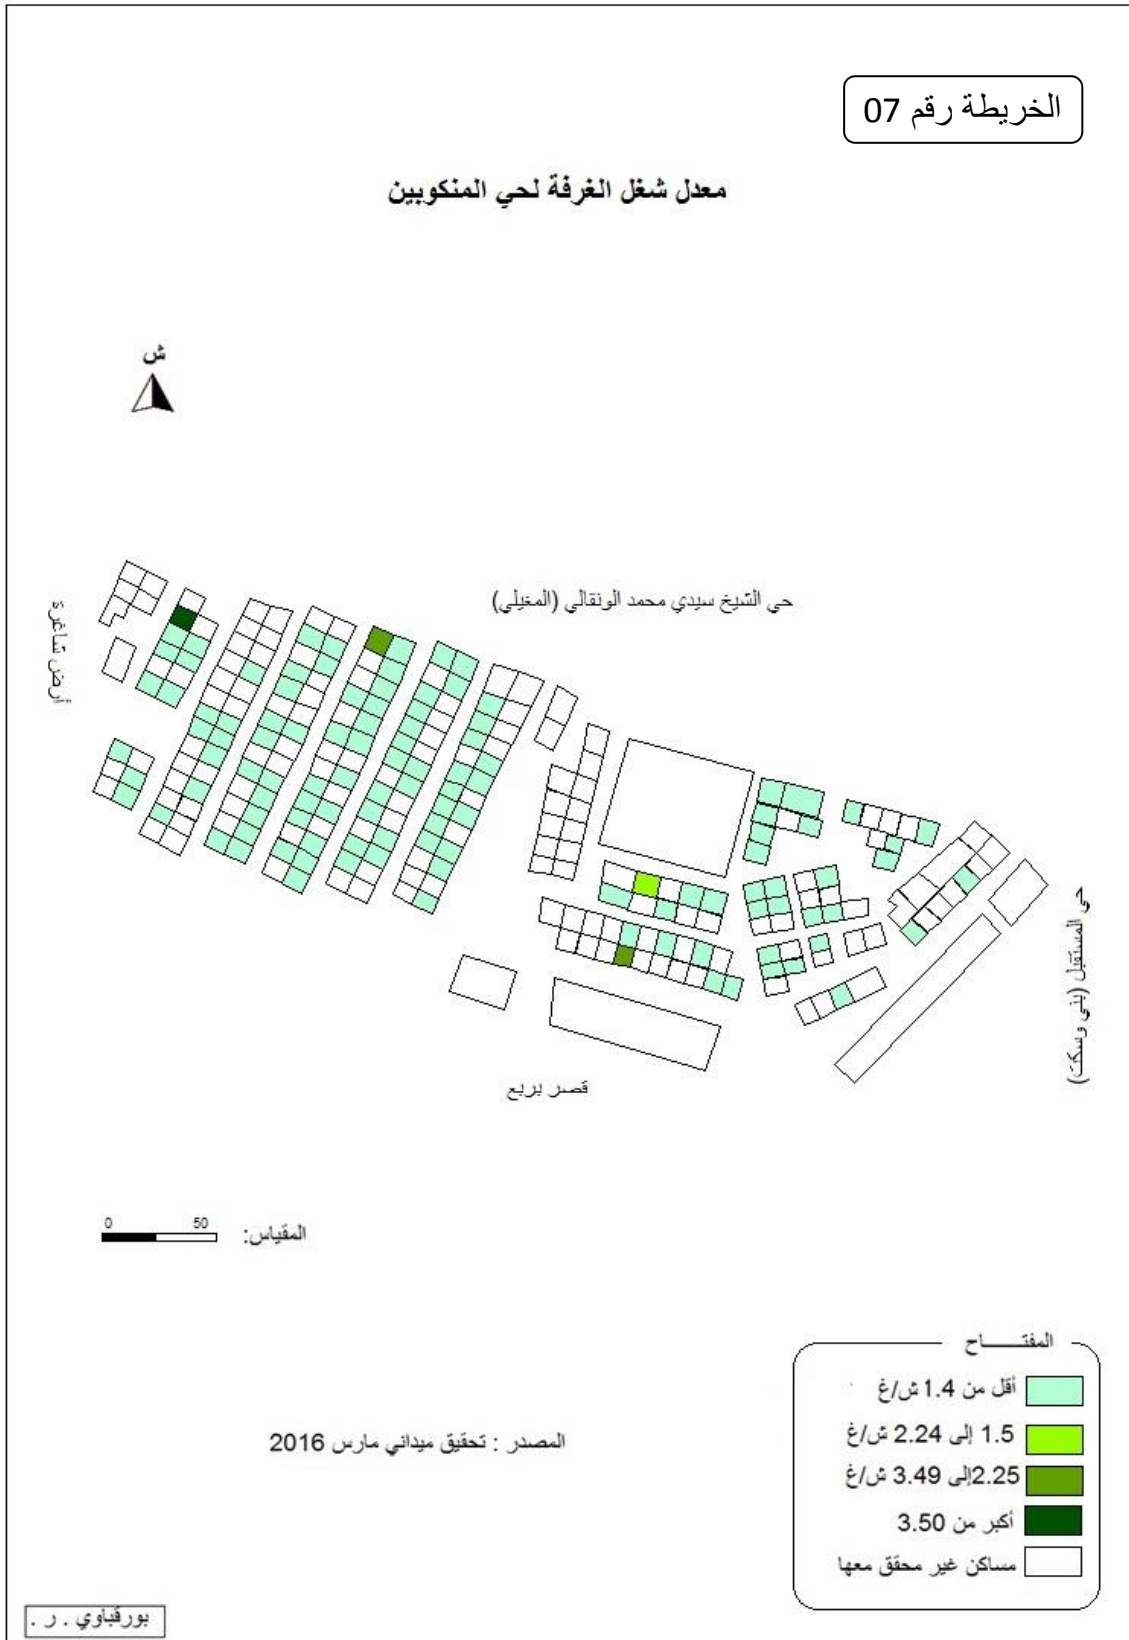 الخريطة رقم 07
معدل شغل الغرفة لحي المنكوبين
ش
حي الشيخ سيدي محمد الونقالي (المغيلي)
أرض شاغرة
حي المستقبل (بني وسكت)
قصر بربع
المقياس:
0 50
المفتـــــاح
أقل من 1.4 ش/غ
1.5 إلى 2.24 ش/غ
2.25إلى 3.49 ش/غ
أكبر من 3.50
مساكن غير محقق معها
المصدر : تحقيق ميداني مارس 2016
بورقباوي . ر .